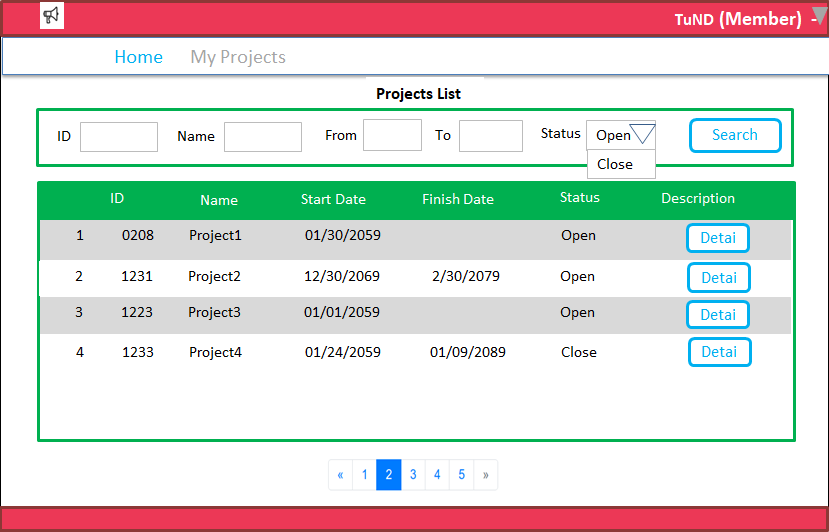 TuND (Member) -
Home My Projects
Projects List
ID Name From To Status Open Search
Close
ID Name Start Date Finish Date Status Description
1 0208 Project1 01/30/2059 Open Detai
2 1231 Project2 12/30/2069 2/30/2079 Open Detai
3 1223 Project3 01/01/2059 Open Detai
4 1233 Project4 01/24/2059 01/09/2089 Close Detai
« 1 2 3 4 5 »